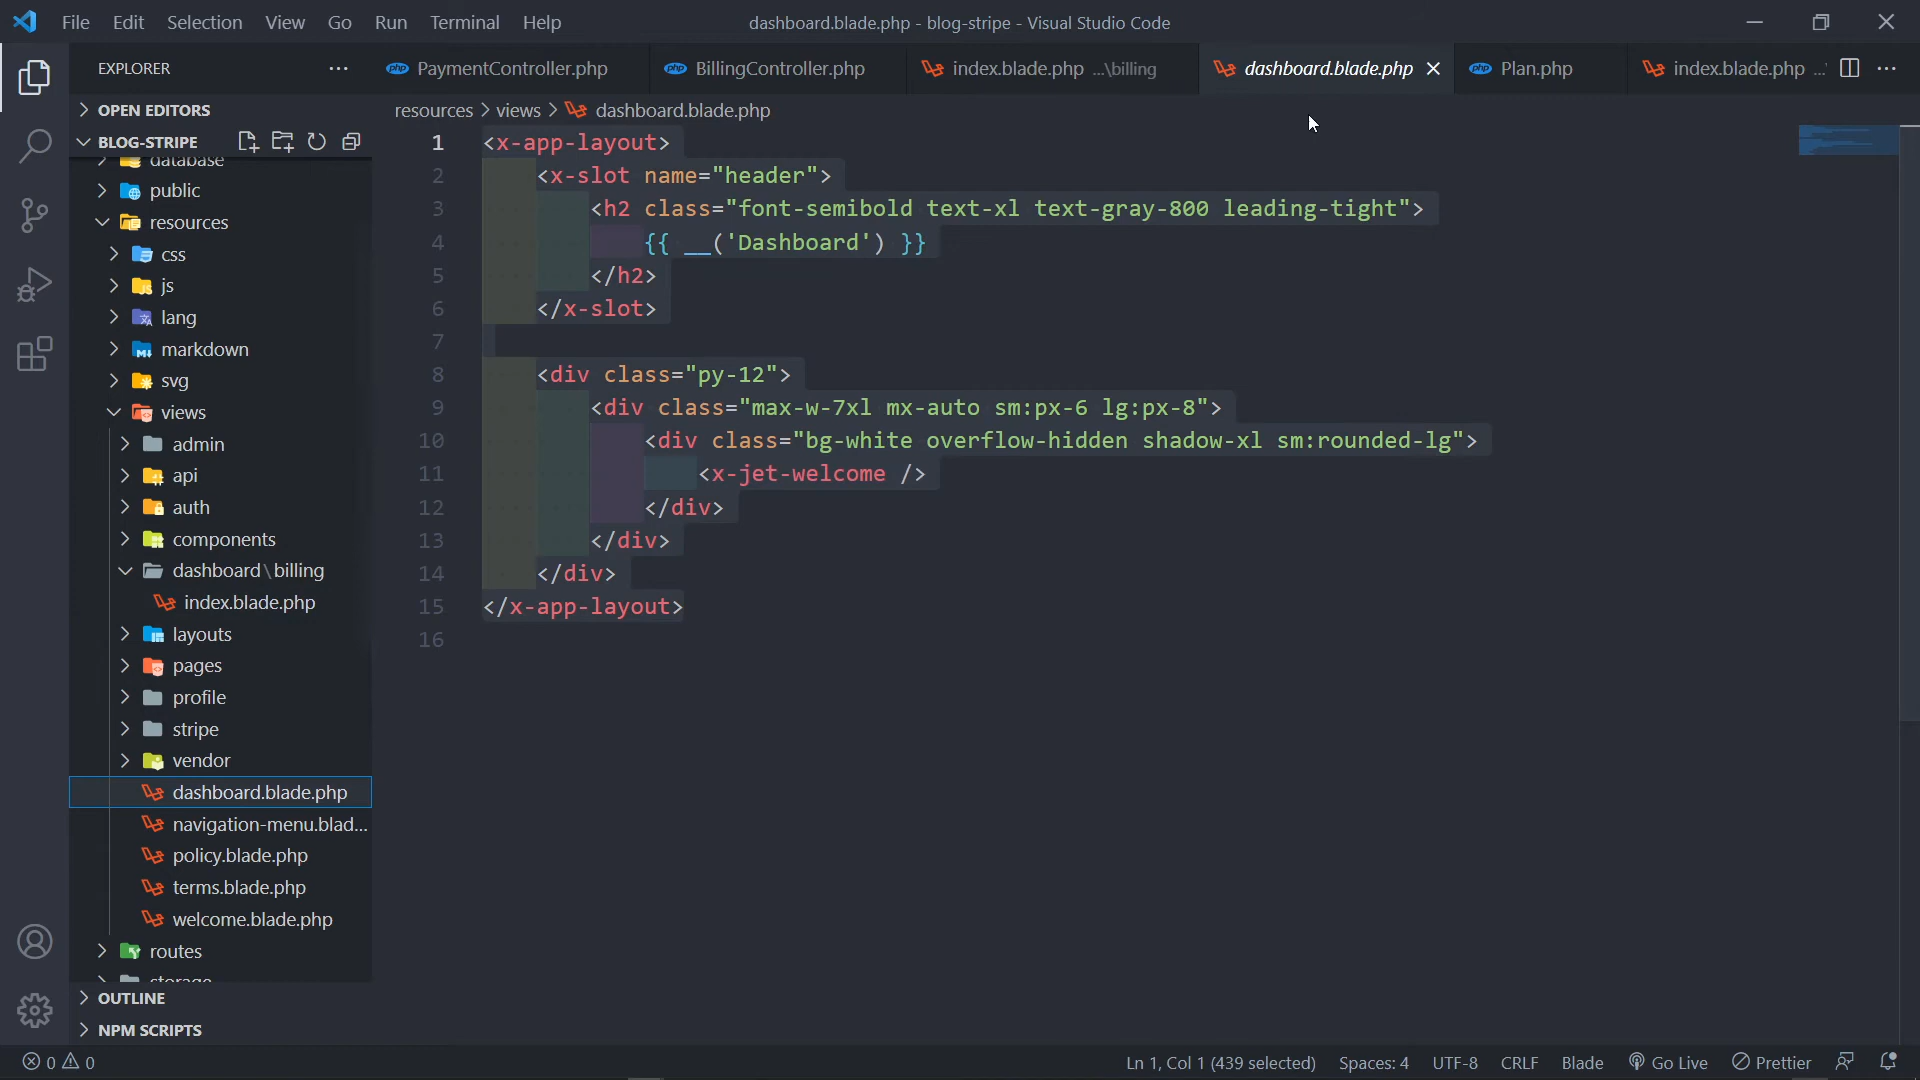 File Edit Selection View Go Run Terminal Help
dashboard.blade.php - blog-stripe - Visual Studio Code
EXPLORER
PaymentController.php
BillingController.php
index.blade.php ...\billing
dashboard.blade.php
Plan.php
index.blade.php ...
OPEN EDITORS
BLOG-STRIPE
database
public
resources
css
js
lang
markdown
svg
views
admin
api
auth
components
dashboard\billing
index.blade.php
layouts
pages
profile
stripe
vendor
dashboard.blade.php
navigation-menu.blad...
policy.blade.php
terms.blade.php
welcome.blade.php
routes
storage
OUTLINE
NPM SCRIPTS
resources > views > dashboard.blade.php
1 <x-app-layout>
2 <x-slot name="header">
3 <h2 class="font-semibold text-xl text-gray-800 leading-tight">
4 {{ __('Dashboard') }}
5 </h2>
6 </x-slot>
7
8 <div class="py-12">
9 <div class="max-w-7xl mx-auto sm:px-6 lg:px-8">
10 <div class="bg-white overflow-hidden shadow-xl sm:rounded-lg">
11 <x-jet-welcome />
12 </div>
13 </div>
14 </div>
15 </x-app-layout>
16
0 0
Ln 1, Col 1 (439 selected) Spaces: 4 UTF-8 CRLF Blade Go Live Prettier